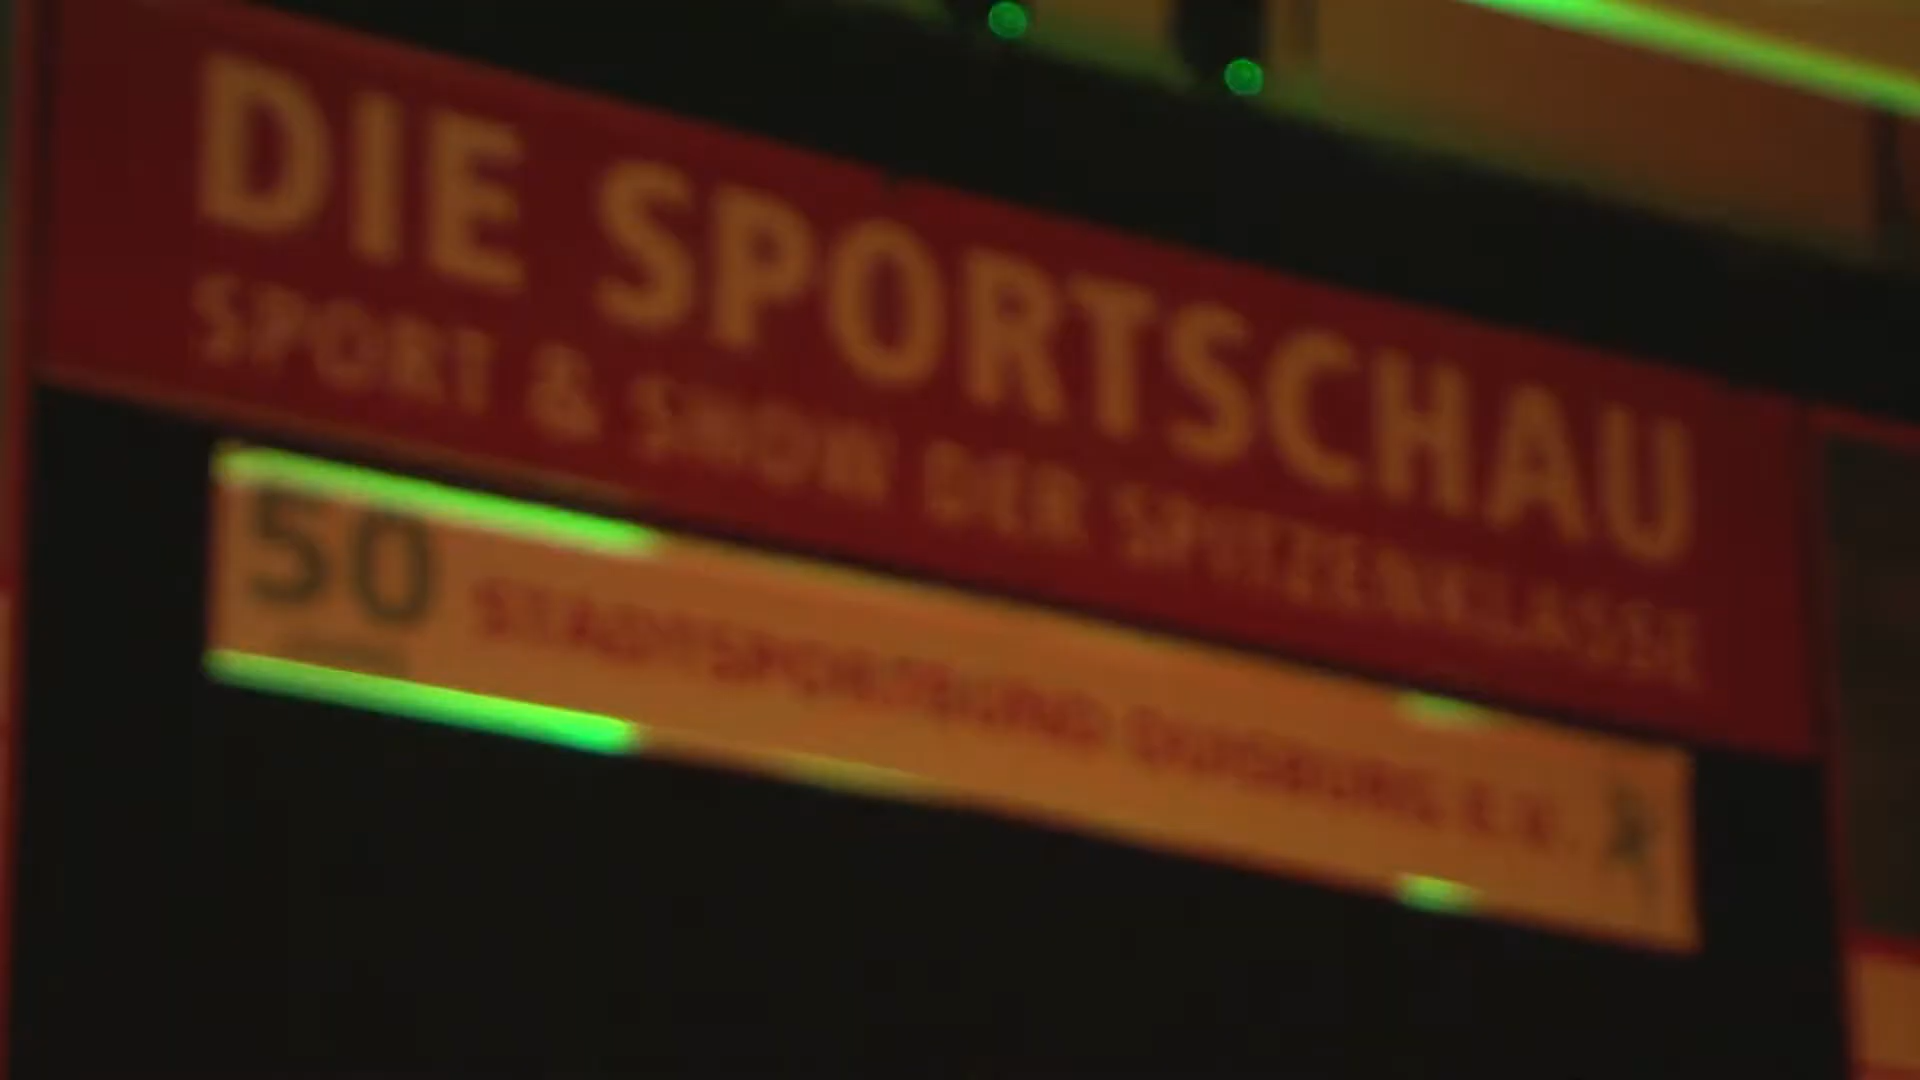 DIE SPORTSCHAU
SPORT & SHOW DER SPITZENKLASSE
50 STADTSPORTBUND DUISBURG E.V.